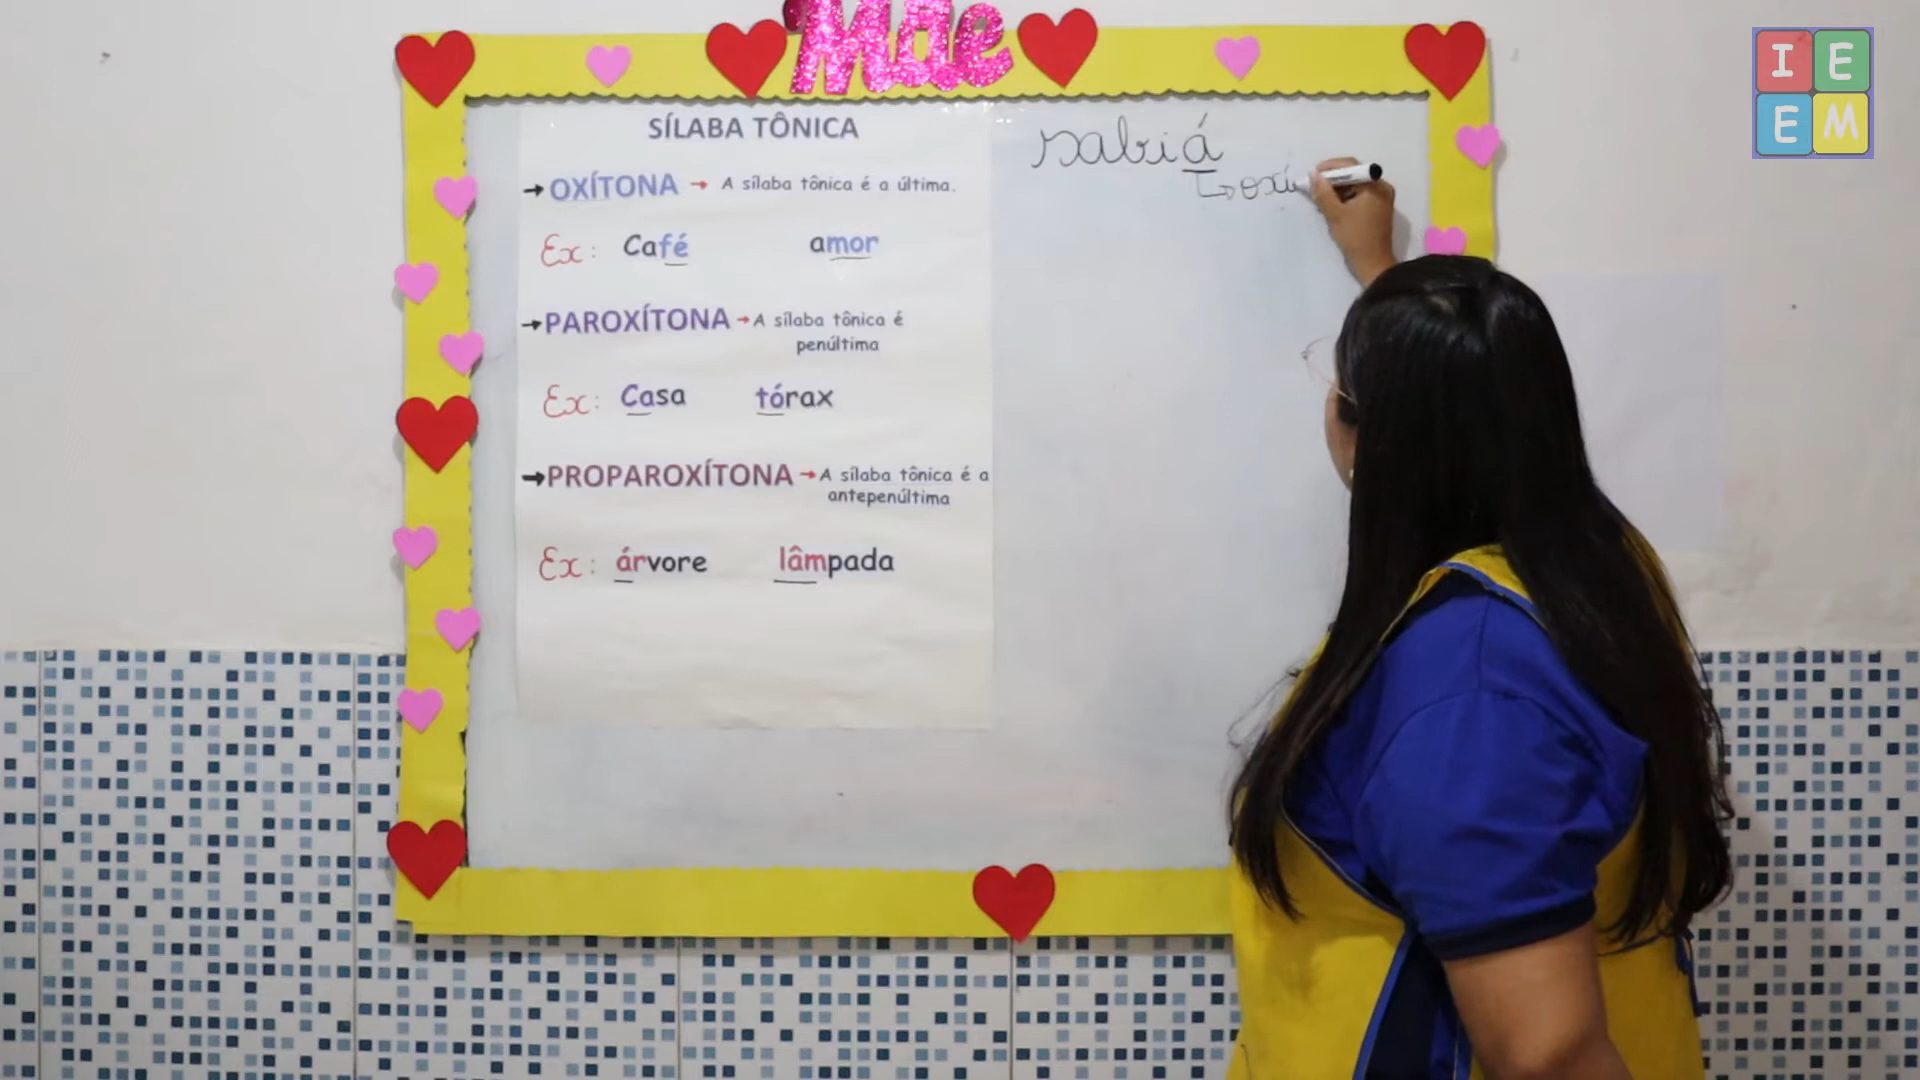 Mãe
I E
E M
SÍLABA TÔNICA
→ OXÍTONA → A sílaba tônica é a última.
Ex: Café amor
→ PAROXÍTONA → A sílaba tônica é
penúltima
Ex: Casa tórax
→ PROPAROXÍTONA → A sílaba tônica é a
antepenúltima
Ex: árvore lâmpada
sabiá
↳ oxí